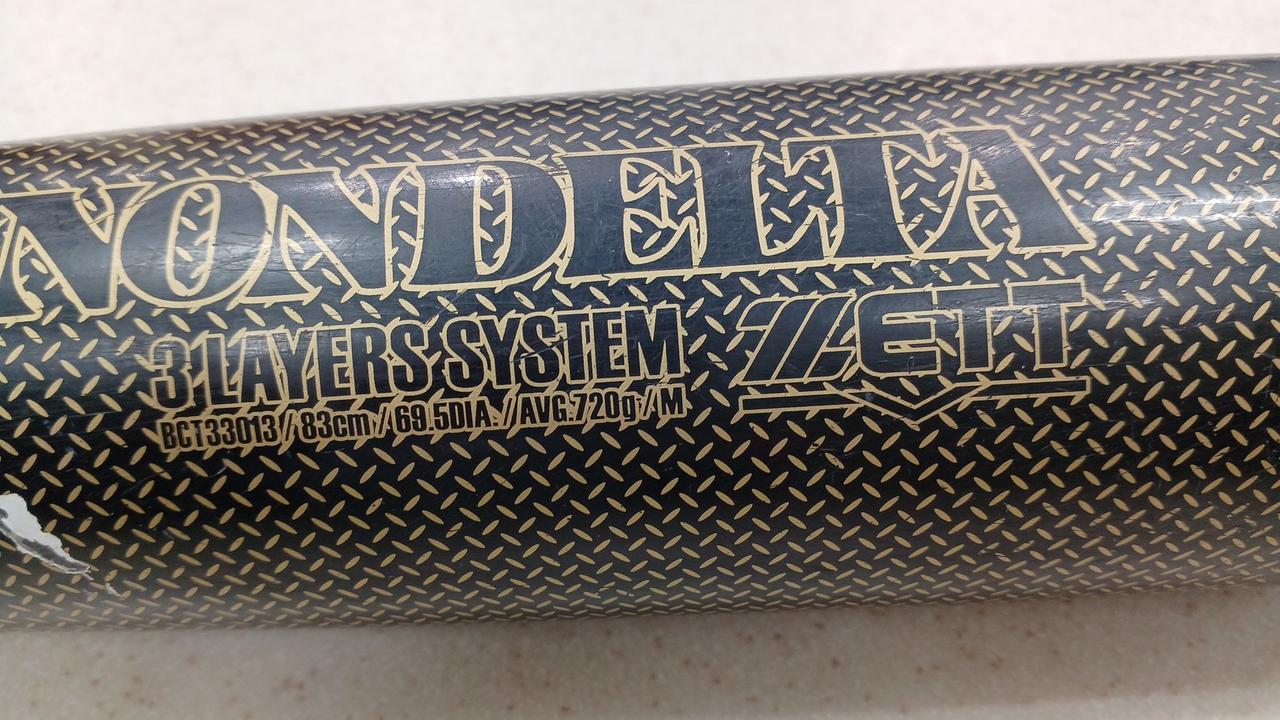 NONDELTA
3 LAYERS SYSTEM
ZETT
BCT33013 / 83cm / 69.5DIA. / AVG.720g / M